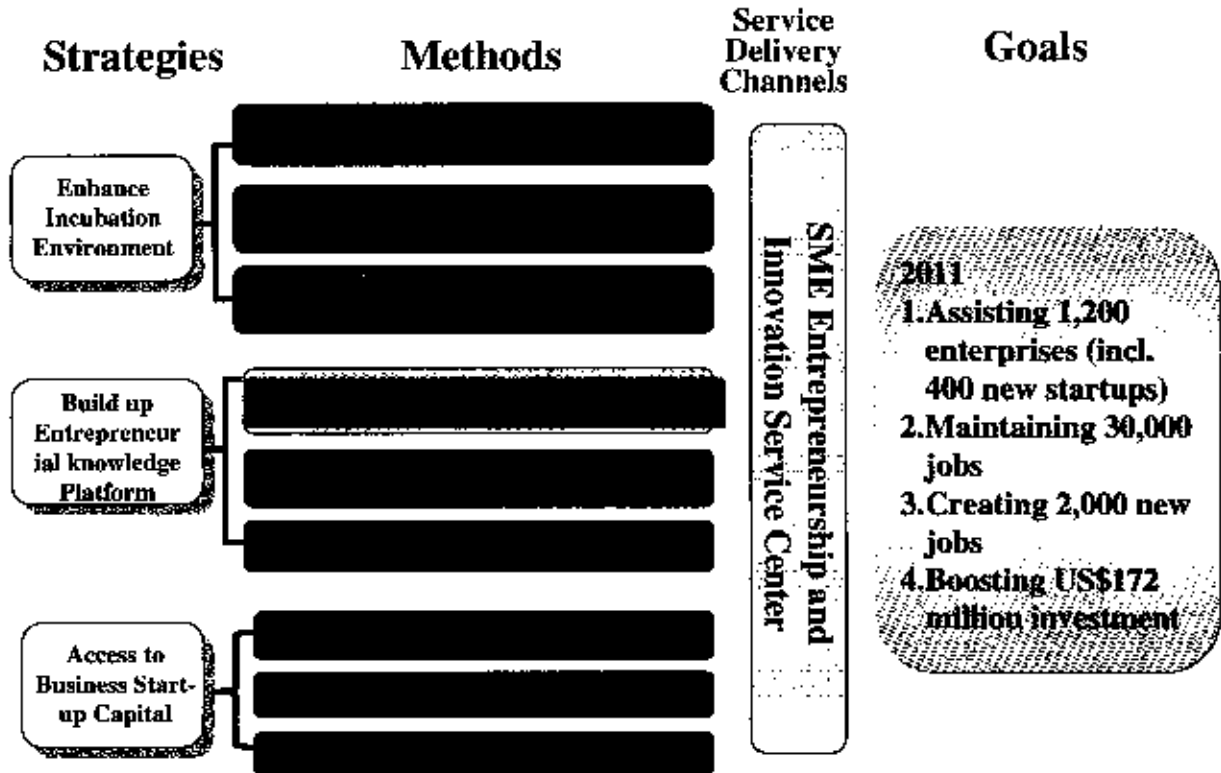 Strategies
Methods
Service
Delivery
Channels
Goals
Enhance
Incubation
Environment
Build up
Entrepreneur
ial knowledge
Platform
Access to
Business Start-
up Capital
SME Entrepreneurship and
Innovation Service Center
2011
1.Assisting 1,200
enterprises (incl.
400 new startups)
2.Maintaining 30,000
jobs
3.Creating 2,000 new
jobs
4.Boosting US$172
million investment